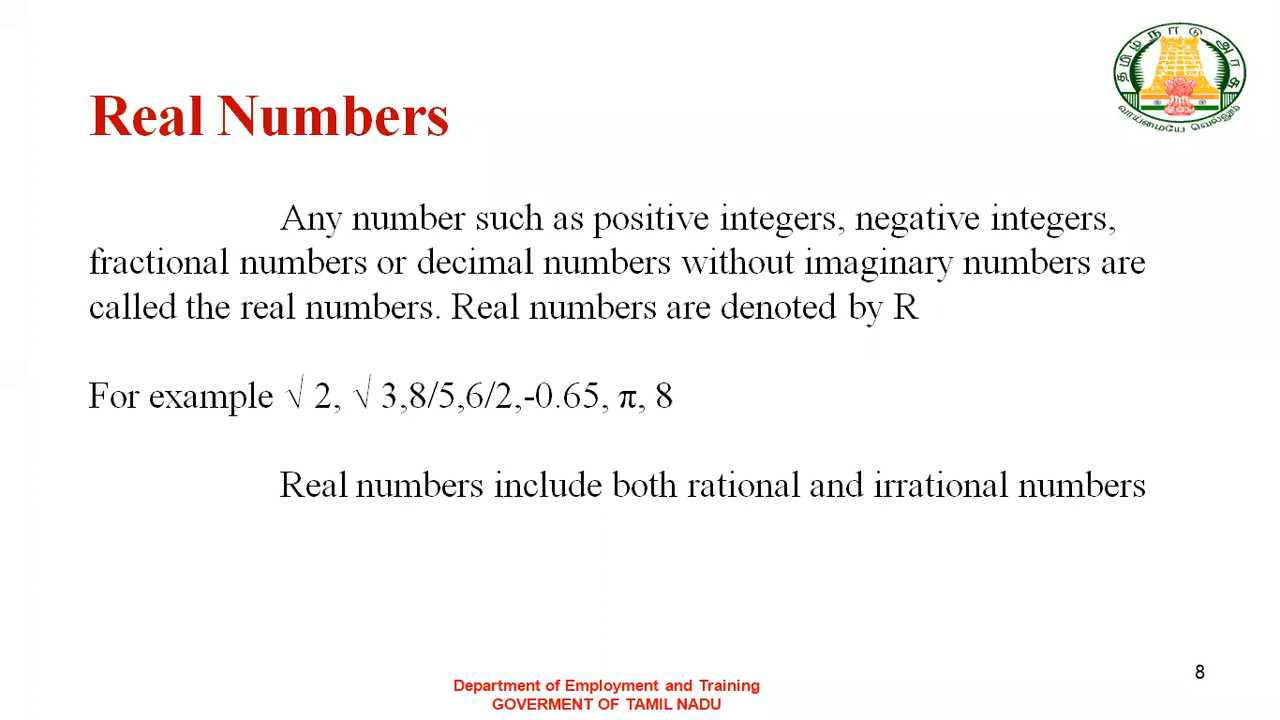 தமிழ்நாடு அரசு
வாய்மையே வெல்லும்
Real Numbers
Any number such as positive integers, negative integers,
fractional numbers or decimal numbers without imaginary numbers are
called the real numbers. Real numbers are denoted by R
For example √ 2, √ 3,8/5,6/2,-0.65, π, 8
Real numbers include both rational and irrational numbers
8
Department of Employment and Training
GOVERMENT OF TAMIL NADU